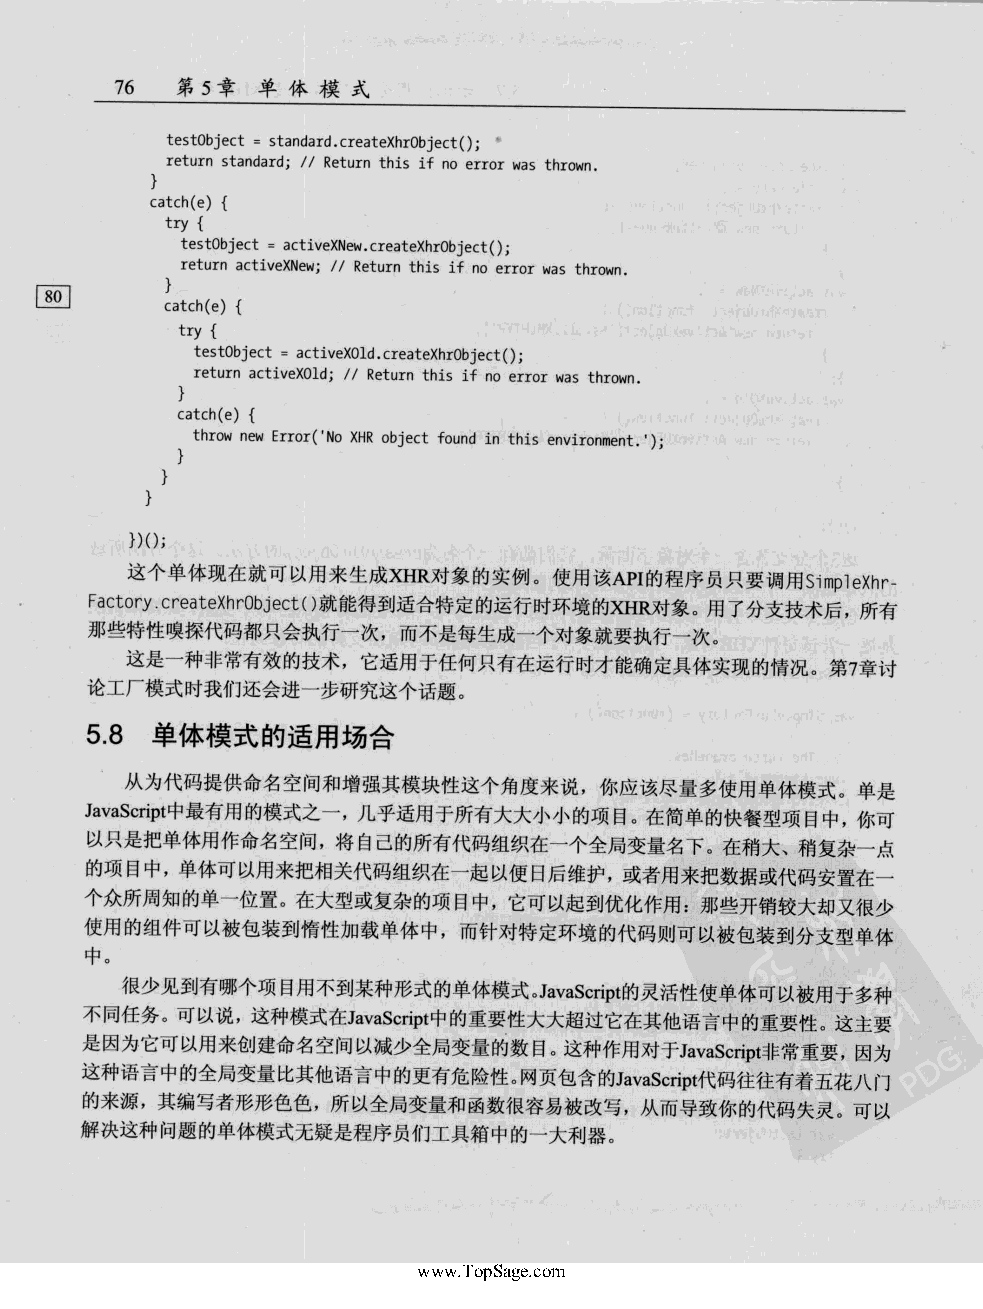 76 第5章 单体模式
testObject = standard.createXhrObject();
return standard; // Return this if no error was thrown.
}
catch(e) {
try {
testObject = activeXNew.createXhrObject();
return activeXNew; // Return this if no error was thrown.
}
80
catch(e) {
try {
testObject = activeXOld.createXhrObject();
return activeXOld; // Return this if no error was thrown.
}
catch(e) {
throw new Error('No XHR object found in this environment.');
}
}
}
})();
这个单体现在就可以用来生成XHR对象的实例。使用该API的程序员只要调用SimpleXhr-
Factory.createXhrObject()就能得到适合特定的运行时环境的XHR对象。用了分支技术后，所有
那些特性嗅探代码都只会执行一次，而不是每生成一个对象就要执行一次。
这是一种非常有效的技术，它适用于任何只有在运行时才能确定具体实现的情况。第7章讨
论工厂模式时我们还会进一步研究这个话题。
5.8 单体模式的适用场合
从为代码提供命名空间和增强其模块性这个角度来说，你应该尽量多使用单体模式。单是
JavaScript中最有用的模式之一，几乎适用于所有大大小小的项目。在简单的快餐型项目中，你可
以只是把单体用作命名空间，将自己的所有代码组织在一个全局变量名下。在稍大、稍复杂一点
的项目中，单体可以用来把相关代码组织在一起以便日后维护，或者用来把数据或代码安置在一
个众所周知的单一位置。在大型或复杂的项目中，它可以起到优化作用：那些开销较大却又很少
使用的组件可以被包装到惰性加载单体中，而针对特定环境的代码则可以被包装到分支型单体
中。
很少见到有哪个项目用不到某种形式的单体模式。JavaScript的灵活性使单体可以被用于多种
不同任务。可以说，这种模式在JavaScript中的重要性大大超过它在其他语言中的重要性。这主要
是因为它可以用来创建命名空间以减少全局变量的数目。这种作用对于JavaScript非常重要，因为
这种语言中的全局变量比其他语言中的更有危险性。网页包含的JavaScript代码往往有着五花八门
的来源，其编写者形形色色，所以全局变量和函数很容易被改写，从而导致你的代码失灵。可以
解决这种问题的单体模式无疑是程序员们工具箱中的一大利器。
PDG
www.TopSage.com